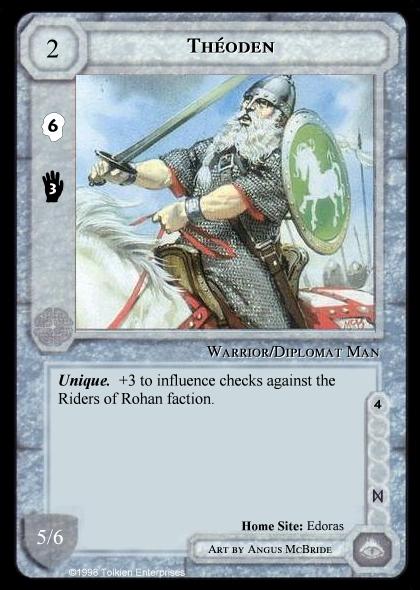 2
THÉODEN
6
3
WARRIOR/DIPLOMAT MAN
Unique. +3 to influence checks against the
Riders of Rohan faction.
4
ᛞ
Home Site: Edoras
5/6
ART BY ANGUS MCBRIDE
©1998 Tolkien Enterprises